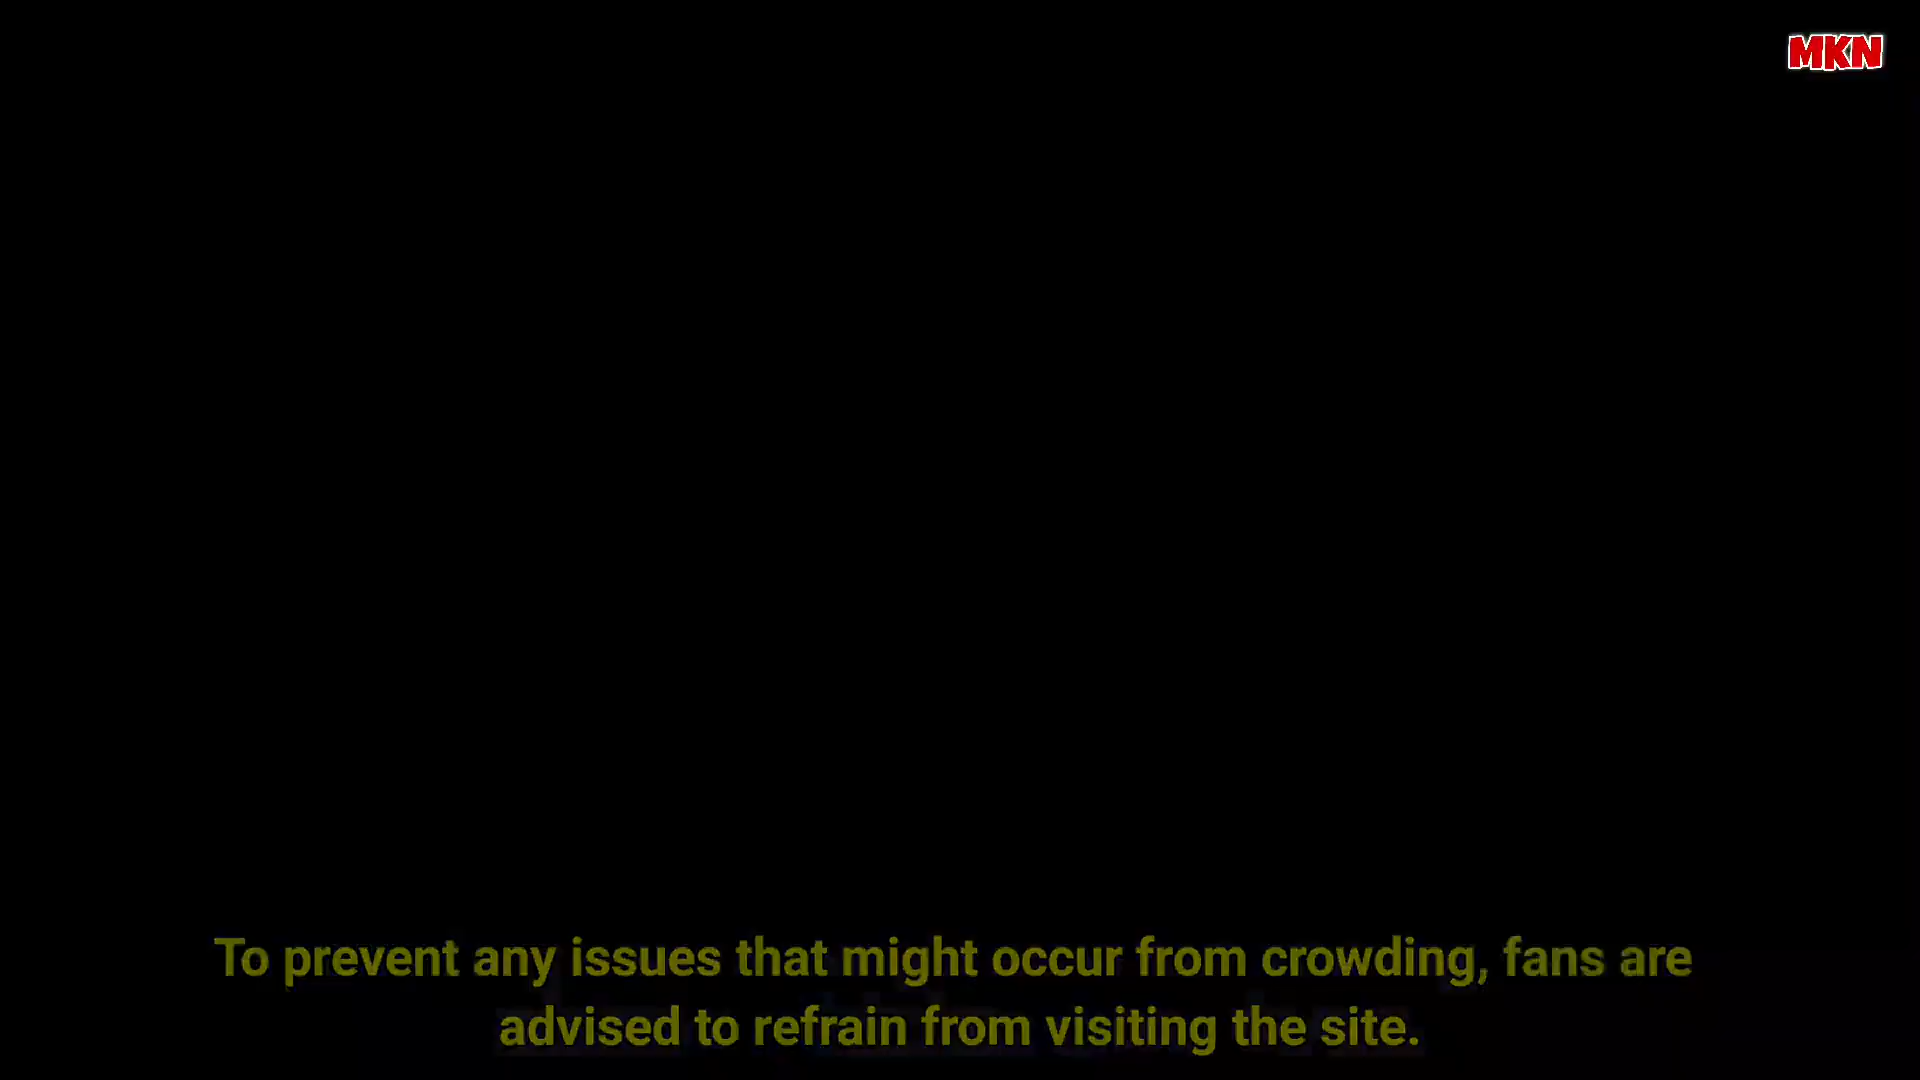 MKN
To prevent any issues that might occur from crowding, fans are
advised to refrain from visiting the site.